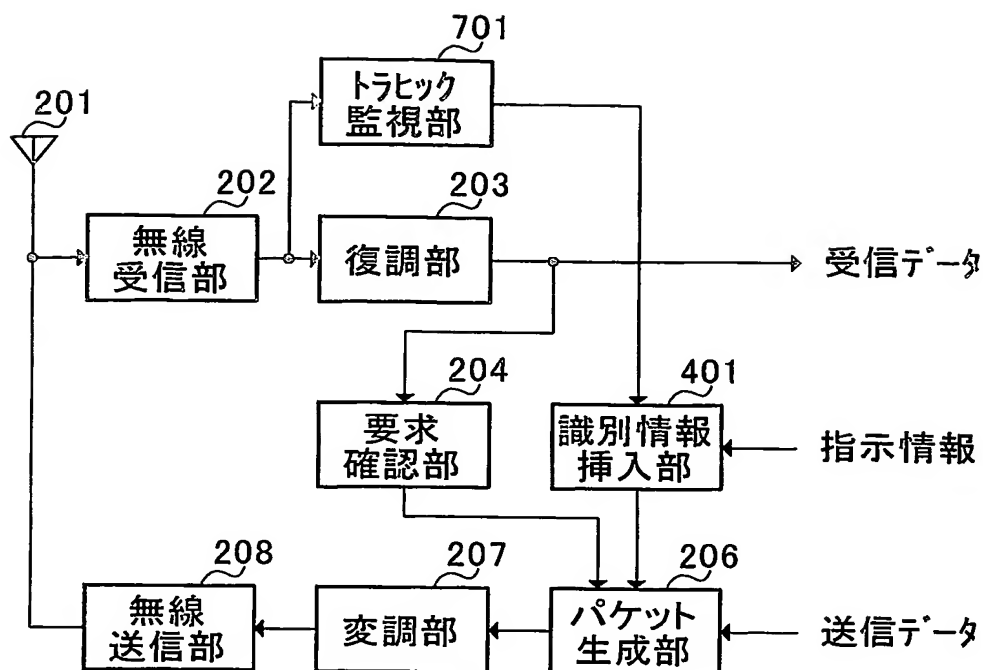 701
トラヒック
監視部
201
202
無線
受信部
203
復調部
受信データ
204
要求
確認部
401
識別情報
挿入部
指示情報
208
無線
送信部
207
変調部
206
パケット
生成部
送信データ